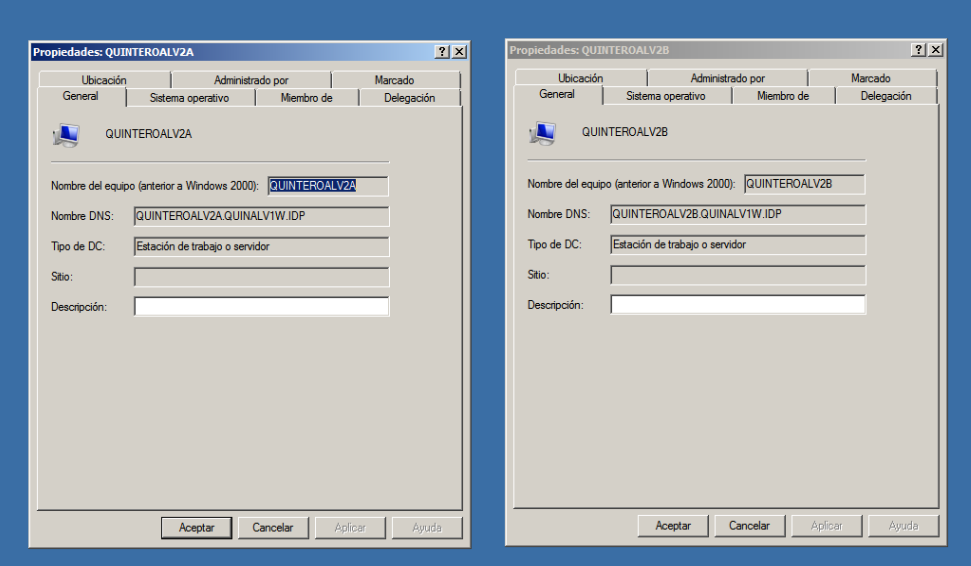 Propiedades: QUINTEROALV2A
Ubicación Administrado por Marcado
General Sistema operativo Miembro de Delegación
QUINTEROALV2A
Nombre del equipo (anterior a Windows 2000): QUINTEROALV2A
Nombre DNS: QUINTEROALV2A.QUINALV1W.IDP
Tipo de DC: Estación de trabajo o servidor
Sitio:
Descripción:
Aceptar Cancelar Aplicar Ayuda
Propiedades: QUINTEROALV2B
Ubicación Administrado por Marcado
General Sistema operativo Miembro de Delegación
QUINTEROALV2B
Nombre del equipo (anterior a Windows 2000): QUINTEROALV2B
Nombre DNS: QUINTEROALV2B.QUINALV1W.IDP
Tipo de DC: Estación de trabajo o servidor
Sitio:
Descripción:
Aceptar Cancelar Aplicar Ayuda